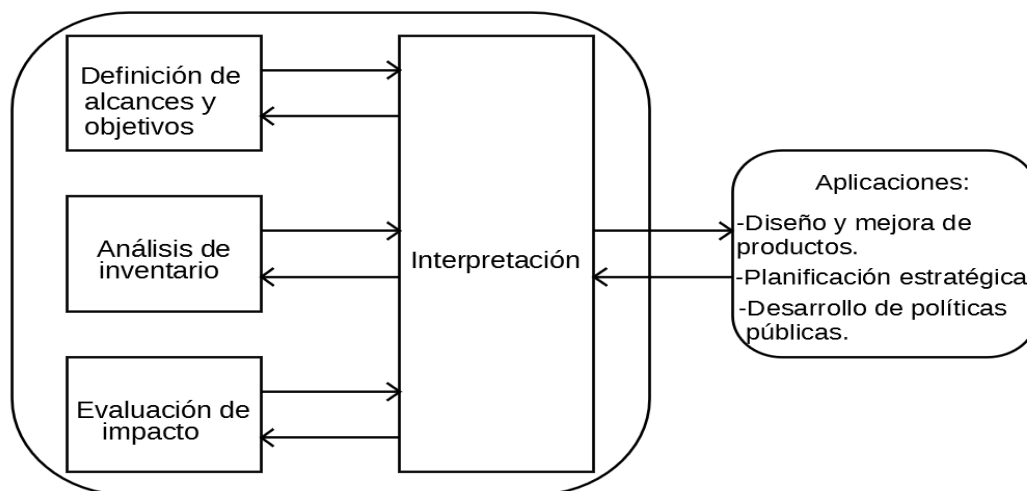 Definición de
alcances y
objetivos
Análisis de
inventario
Evaluación de
impacto
Interpretación
Aplicaciones:
-Diseño y mejora de
productos.
-Planificación estratégica
-Desarrollo de políticas
públicas.